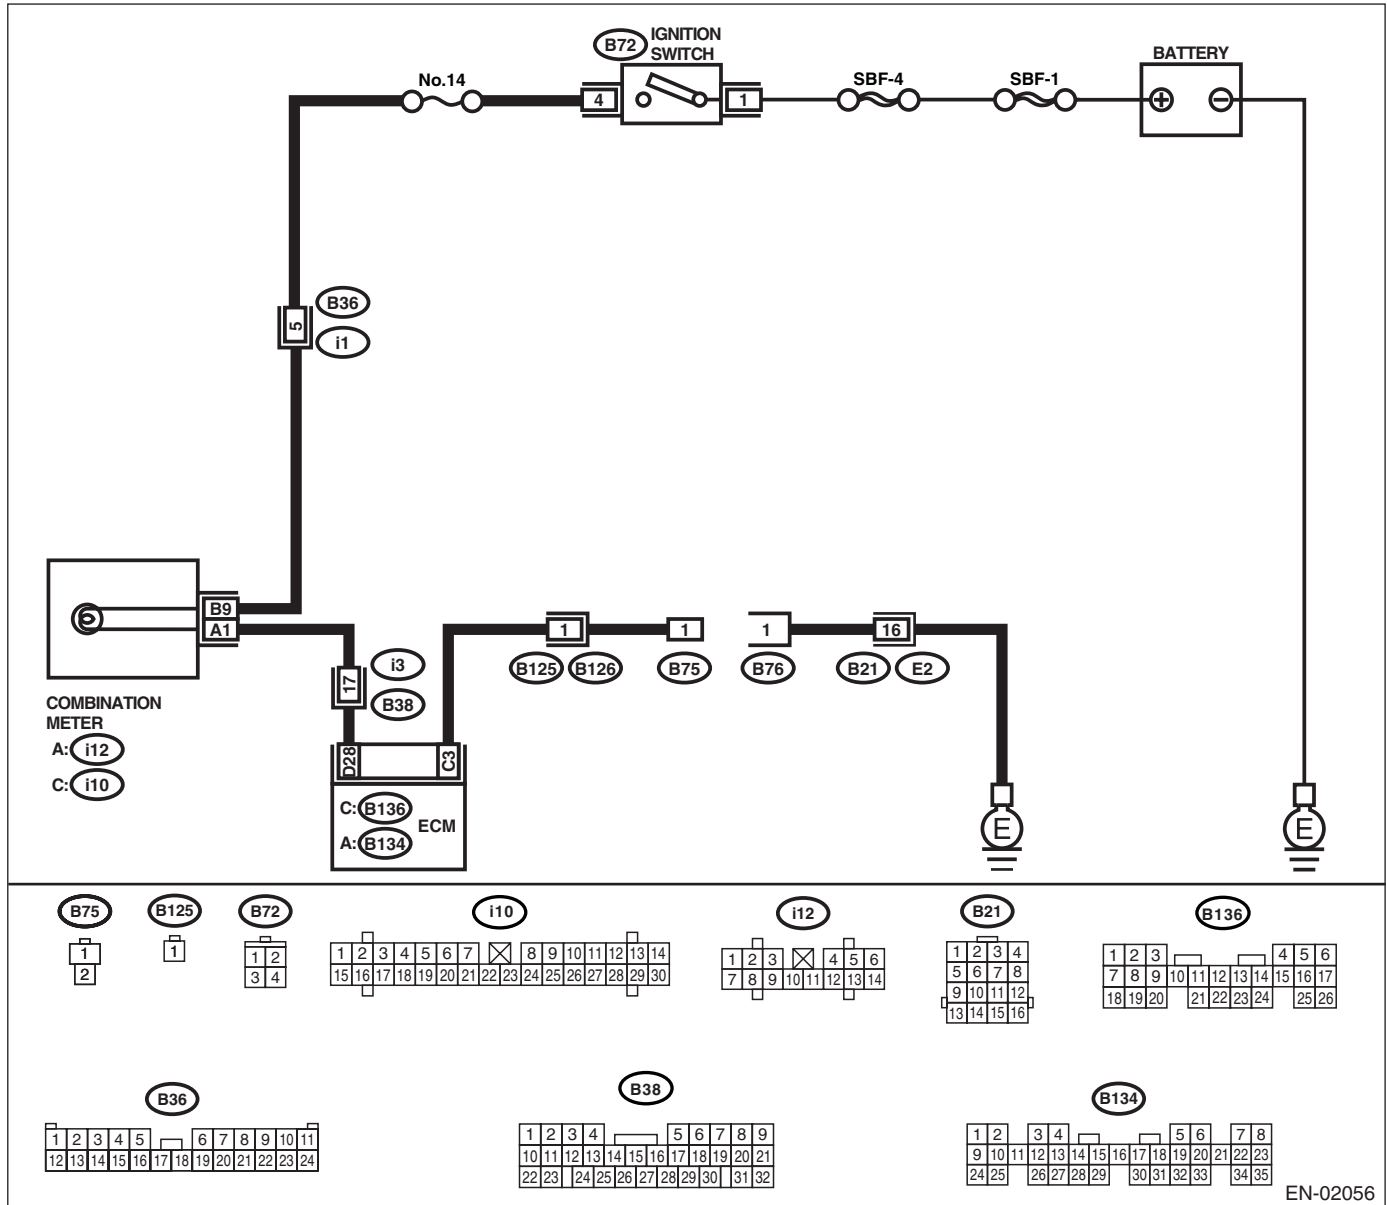 B72 IGNITION
SWITCH
BATTERY
No.14
4
1
SBF-4
SBF-1
+
−
5
B36
i1
B9
A1
COMBINATION
METER
A: i12
C: i10
17
i3
B38
D28
C3
C: B136
A: B134
ECM
1
B125 B126
1
B75
1
B76
16
B21 E2
E
E
B75 B125 B72 i10 i12 B21 B136
1
2
1
1 2
3 4
1 2 3 4 5 6 7 8 9 10 11 12 13 14
15 16 17 18 19 20 21 22 23 24 25 26 27 28 29 30
1 2 3 4 5 6
7 8 9 10 11 12 13 14
1 2 3 4
5 6 7 8
9 10 11 12
13 14 15 16
1 2 3 4 5 6
7 8 9 10 11 12 13 14 15 16 17
18 19 20 21 22 23 24 25 26
B36 B38 B134
1 2 3 4 5 6 7 8 9 10 11
12 13 14 15 16 17 18 19 20 21 22 23 24
1 2 3 4 5 6 7 8 9
10 11 12 13 14 15 16 17 18 19 20 21
22 23 24 25 26 27 28 29 30 31 32
1 2 3 4 5 6 7 8
9 10 11 12 13 14 15 16 17 18 19 20 21 22 23
24 25 26 27 28 29 30 31 32 33 34 35
EN-02056